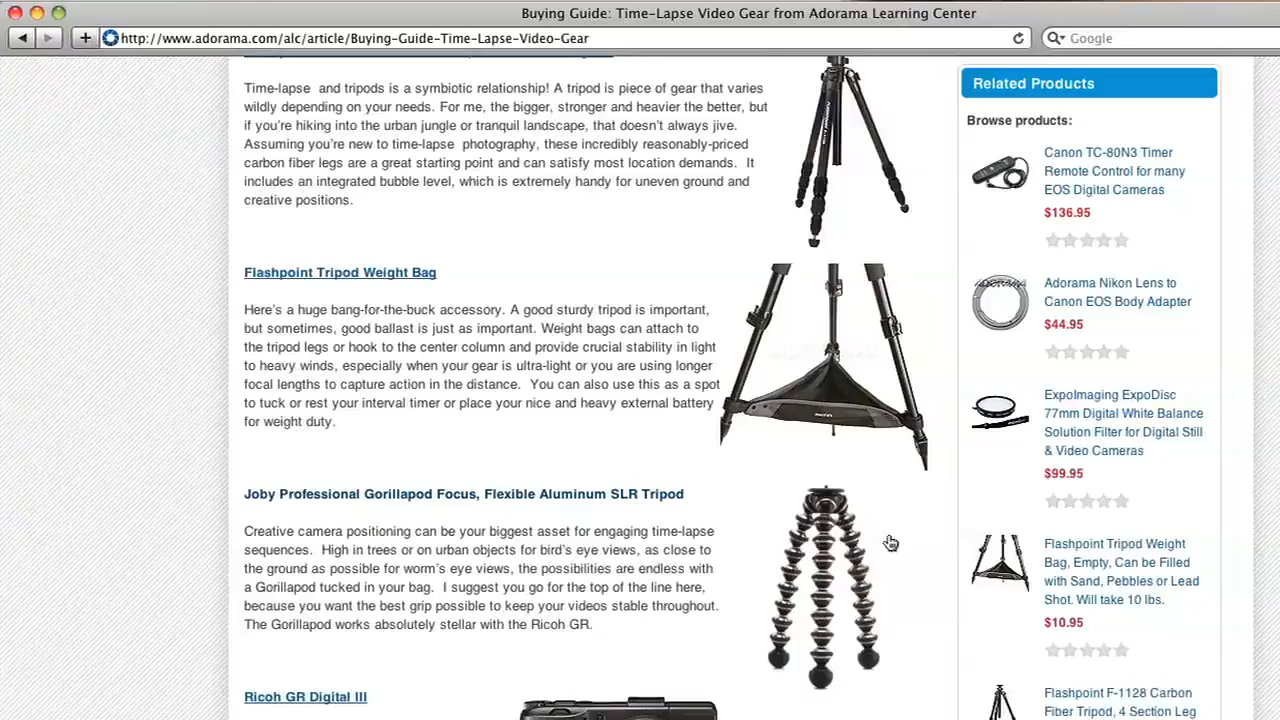 Buying Guide: Time-Lapse Video Gear from Adorama Learning Center
http://www.adorama.com/alc/article/Buying-Guide-Time-Lapse-Video-Gear
Google
Time-lapse and tripods is a symbiotic relationship! A tripod is piece of gear that varies
wildly depending on your needs. For me, the bigger, stronger and heavier the better, but
if you're hiking into the urban jungle or tranquil landscape, that doesn't always jive.
Assuming you're new to time-lapse photography, these incredibly reasonably-priced
carbon fiber legs are a great starting point and can satisfy most location demands. It
includes an integrated bubble level, which is extremely handy for uneven ground and
creative positions.
Flashpoint Tripod Weight Bag
Here's a huge bang-for-the-buck accessory. A good sturdy tripod is important,
but sometimes, good ballast is just as important. Weight bags can attach to
the tripod legs or hook to the center column and provide crucial stability in light
to heavy winds, especially when your gear is ultra-light or you are using longer
focal lengths to capture action in the distance. You can also use this as a spot
to tuck or rest your interval timer or place your nice and heavy external battery
for weight duty.
Joby Professional Gorillapod Focus, Flexible Aluminum SLR Tripod
Creative camera positioning can be your biggest asset for engaging time-lapse
sequences. High in trees or on urban objects for bird's eye views, as close to
the ground as possible for worm's eye views, the possibilities are endless with
a Gorillapod tucked in your bag. I suggest you go for the top of the line here,
because you want the best grip possible to keep your videos stable throughout.
The Gorillapod works absolutely stellar with the Ricoh GR.
Ricoh GR Digital III
Related Products
Browse products:
Canon TC-80N3 Timer
Remote Control for many
EOS Digital Cameras
$136.95
Adorama Nikon Lens to
Canon EOS Body Adapter
$44.95
ExpoImaging ExpoDisc
77mm Digital White Balance
Solution Filter for Digital Still
& Video Cameras
$99.95
Flashpoint Tripod Weight
Bag, Empty, Can be Filled
with Sand, Pebbles or Lead
Shot. Will take 10 lbs.
$10.95
Flashpoint F-1128 Carbon
Fiber Tripod, 4 Section Leg